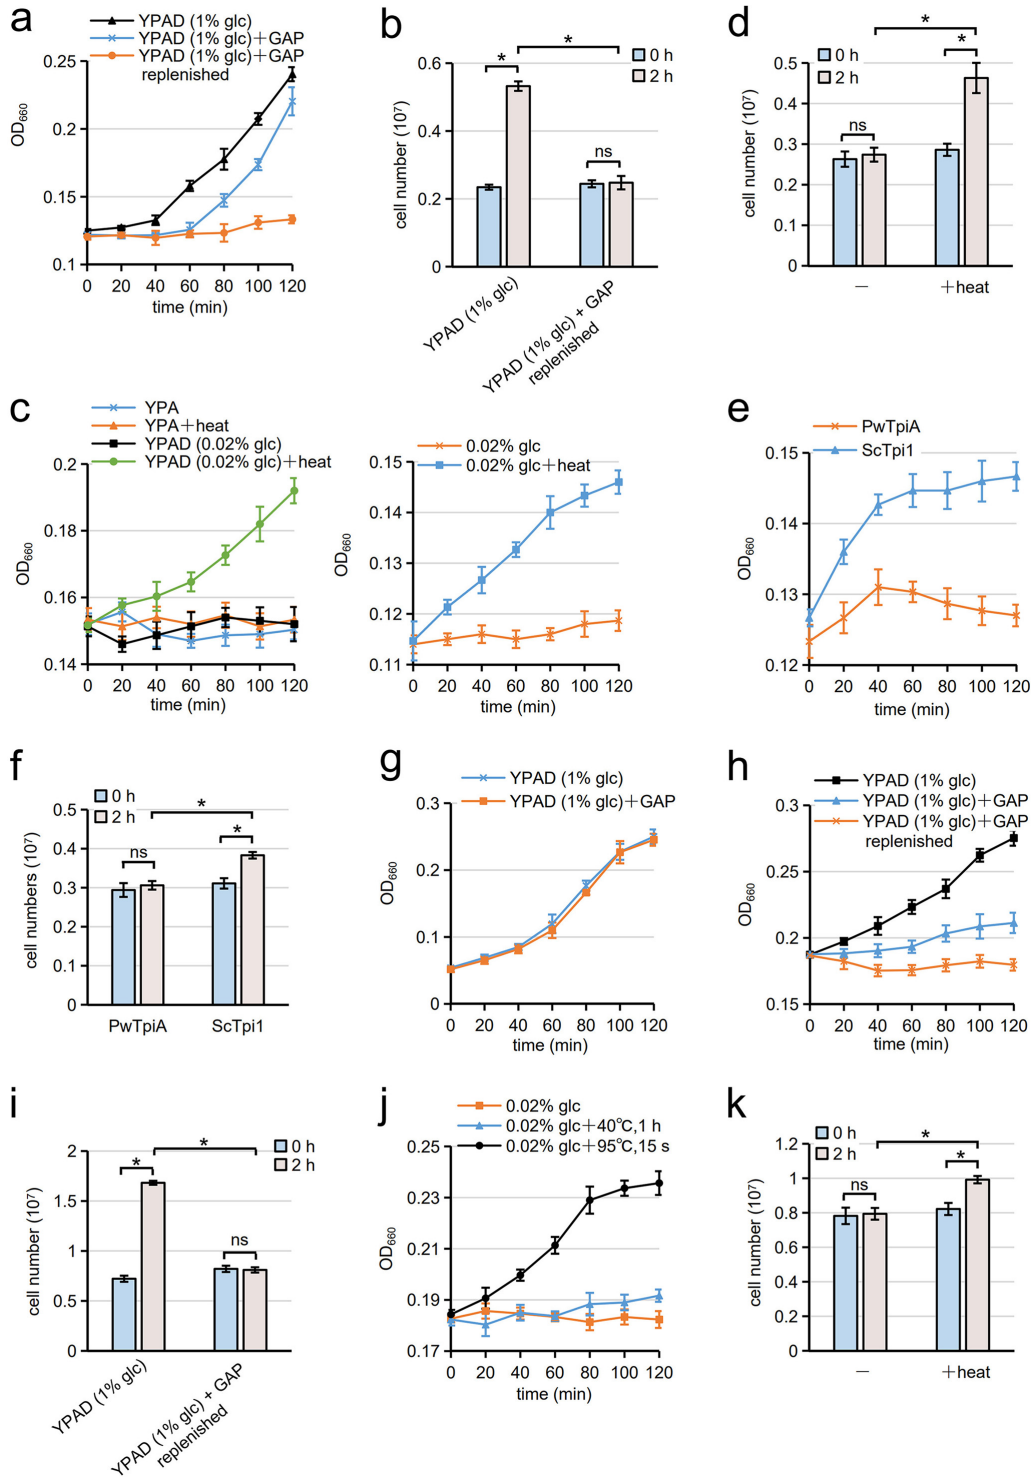 a
YPAD (1% glc)
YPAD (1% glc)+GAP
YPAD (1% glc)+GAP
replenished
0.25
0.2
0.15
0.1
OD660
0 20 40 60 80 100 120
time (min)
b
0 h
2 h
*
*
ns
0.6
0.4
0.2
0
cell number (10⁷)
YPAD (1% glc)
YPAD (1% glc) + GAP
replenished
d
0 h
2 h
*
*
ns
0.5
0.4
0.3
0.2
0.1
0
cell number (10⁷)
— +heat
c
YPA
YPA+heat
YPAD (0.02% glc)
YPAD (0.02% glc)+heat
0.2
0.18
0.16
0.14
OD660
0 20 40 60 80 100 120
time (min)
0.02% glc
0.02% glc+heat
0.15
0.14
0.13
0.12
0.11
OD660
0 20 40 60 80 100 120
time (min)
e
PwTpiA
ScTpi1
0.15
0.14
0.13
0.12
OD660
0 20 40 60 80 100 120
time (min)
f
0 h
2 h
*
*
ns
0.5
0.4
0.3
0.2
0.1
0
cell numbers (10⁷)
PwTpiA ScTpi1
g
YPAD (1% glc)
YPAD (1% glc)+GAP
0.3
0.2
0.1
0
OD660
0 20 40 60 80 100 120
time (min)
h
YPAD (1% glc)
YPAD (1% glc)+GAP
YPAD (1% glc)+GAP
replenished
0.3
0.25
0.2
0.15
OD660
0 20 40 60 80 100 120
time (min)
i
0 h
2 h
*
*
ns
2
1.5
1
0.5
0
cell number (10⁷)
YPAD (1% glc)
YPAD (1% glc) + GAP
replenished
j
0.02% glc
0.02% glc+40℃,1 h
0.02% glc+95℃,15 s
0.25
0.23
0.21
0.19
0.17
OD660
0 20 40 60 80 100 120
time (min)
k
0 h
2 h
*
*
ns
1.2
1
0.8
0.6
0.4
0.2
0
cell number (10⁷)
— +heat